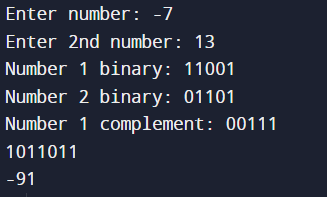 Enter number: -7
Enter 2nd number: 13
Number 1 binary: 11001
Number 2 binary: 01101
Number 1 complement: 00111
1011011
-91